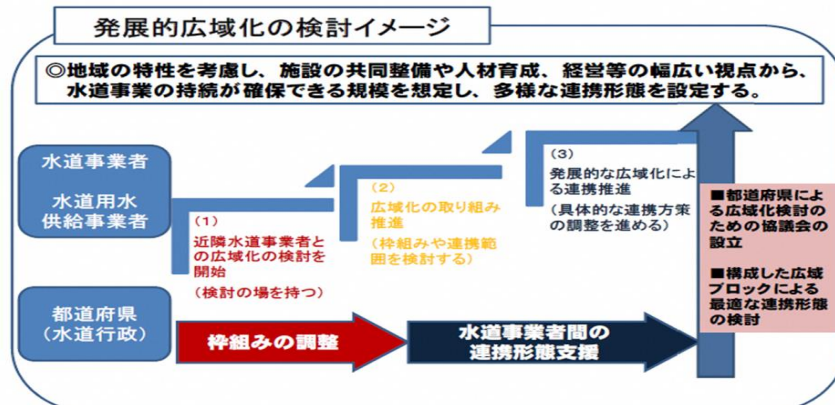 発展的広域化の検討イメージ
◎地域の特性を考慮し、施設の共同整備や人材育成、経営等の幅広い視点から、
水道事業の持続が確保できる規模を想定し、多様な連携形態を設定する。
水道事業者
水道用水
供給事業者
(1)
近隣水道事業者と
の広域化の検討を
開始
(検討の場を持つ)
(2)
広域化の取り組み
推進
(枠組みや連携範
囲を検討する)
(3)
発展的な広域化によ
る連携推進
(具体的な連携方策
の調整を進める)
■都道府県によ
る広域化検討の
ための協議会の
設立
■構成した広域
ブロックによる
最適な連携形態
の検討
都道府県
(水道行政)
枠組みの調整
水道事業者間の
連携形態支援